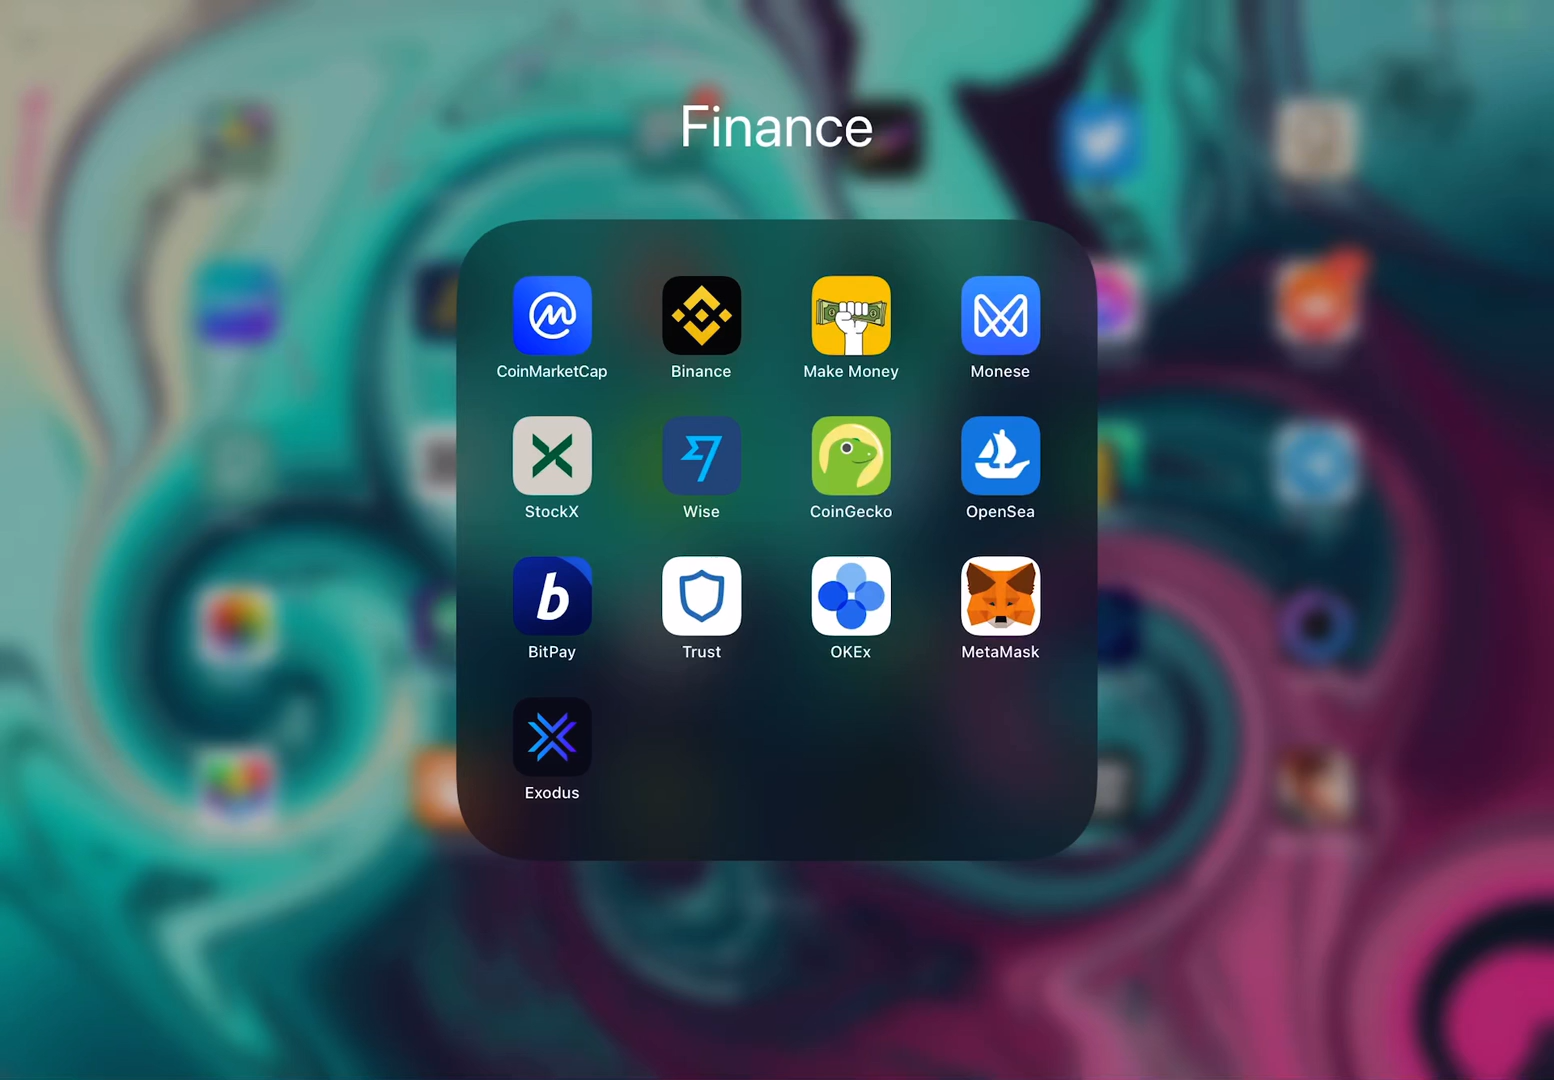 Finance
CoinMarketCap
Binance
Make Money
Monese
StockX
Wise
CoinGecko
OpenSea
BitPay
Trust
OKEx
MetaMask
Exodus